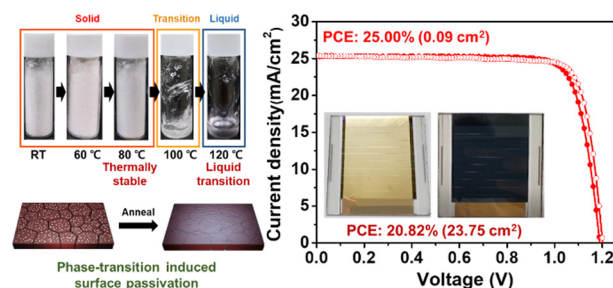 Solid
Transition
Liquid
RT
60 ℃
80 ℃
100 ℃
120 ℃
Thermally
stable
Liquid
transition
Anneal
Phase-transition induced
surface passivation
PCE: 25.00% (0.09 cm²)
Current density(mA/cm²)
30
25
20
15
10
5
0
PCE: 20.82% (23.75 cm²)
0.0 0.2 0.4 0.6 0.8 1.0 1.2
Voltage (V)